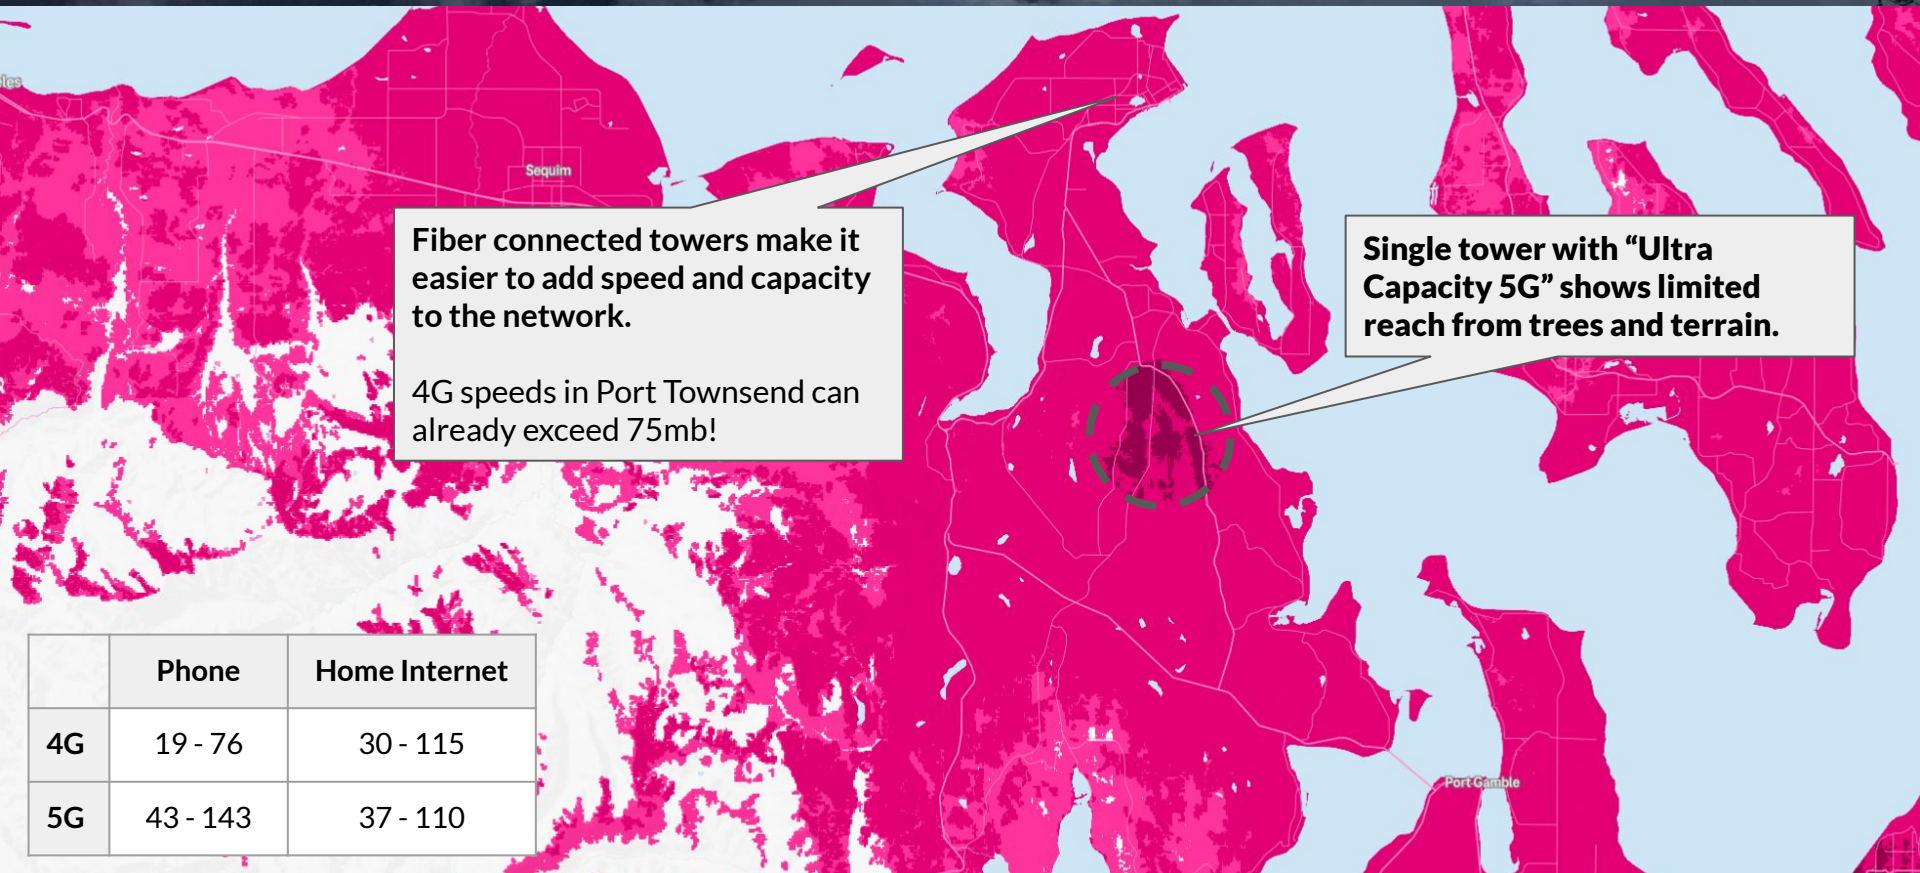 les
Sequim
Fiber connected towers make it
easier to add speed and capacity
to the network.
4G speeds in Port Townsend can
already exceed 75mb!
Single tower with “Ultra
Capacity 5G” shows limited
reach from trees and terrain.
Phone Home Internet
4G 19 - 76 30 - 115
5G 43 - 143 37 - 110
Port Gamble